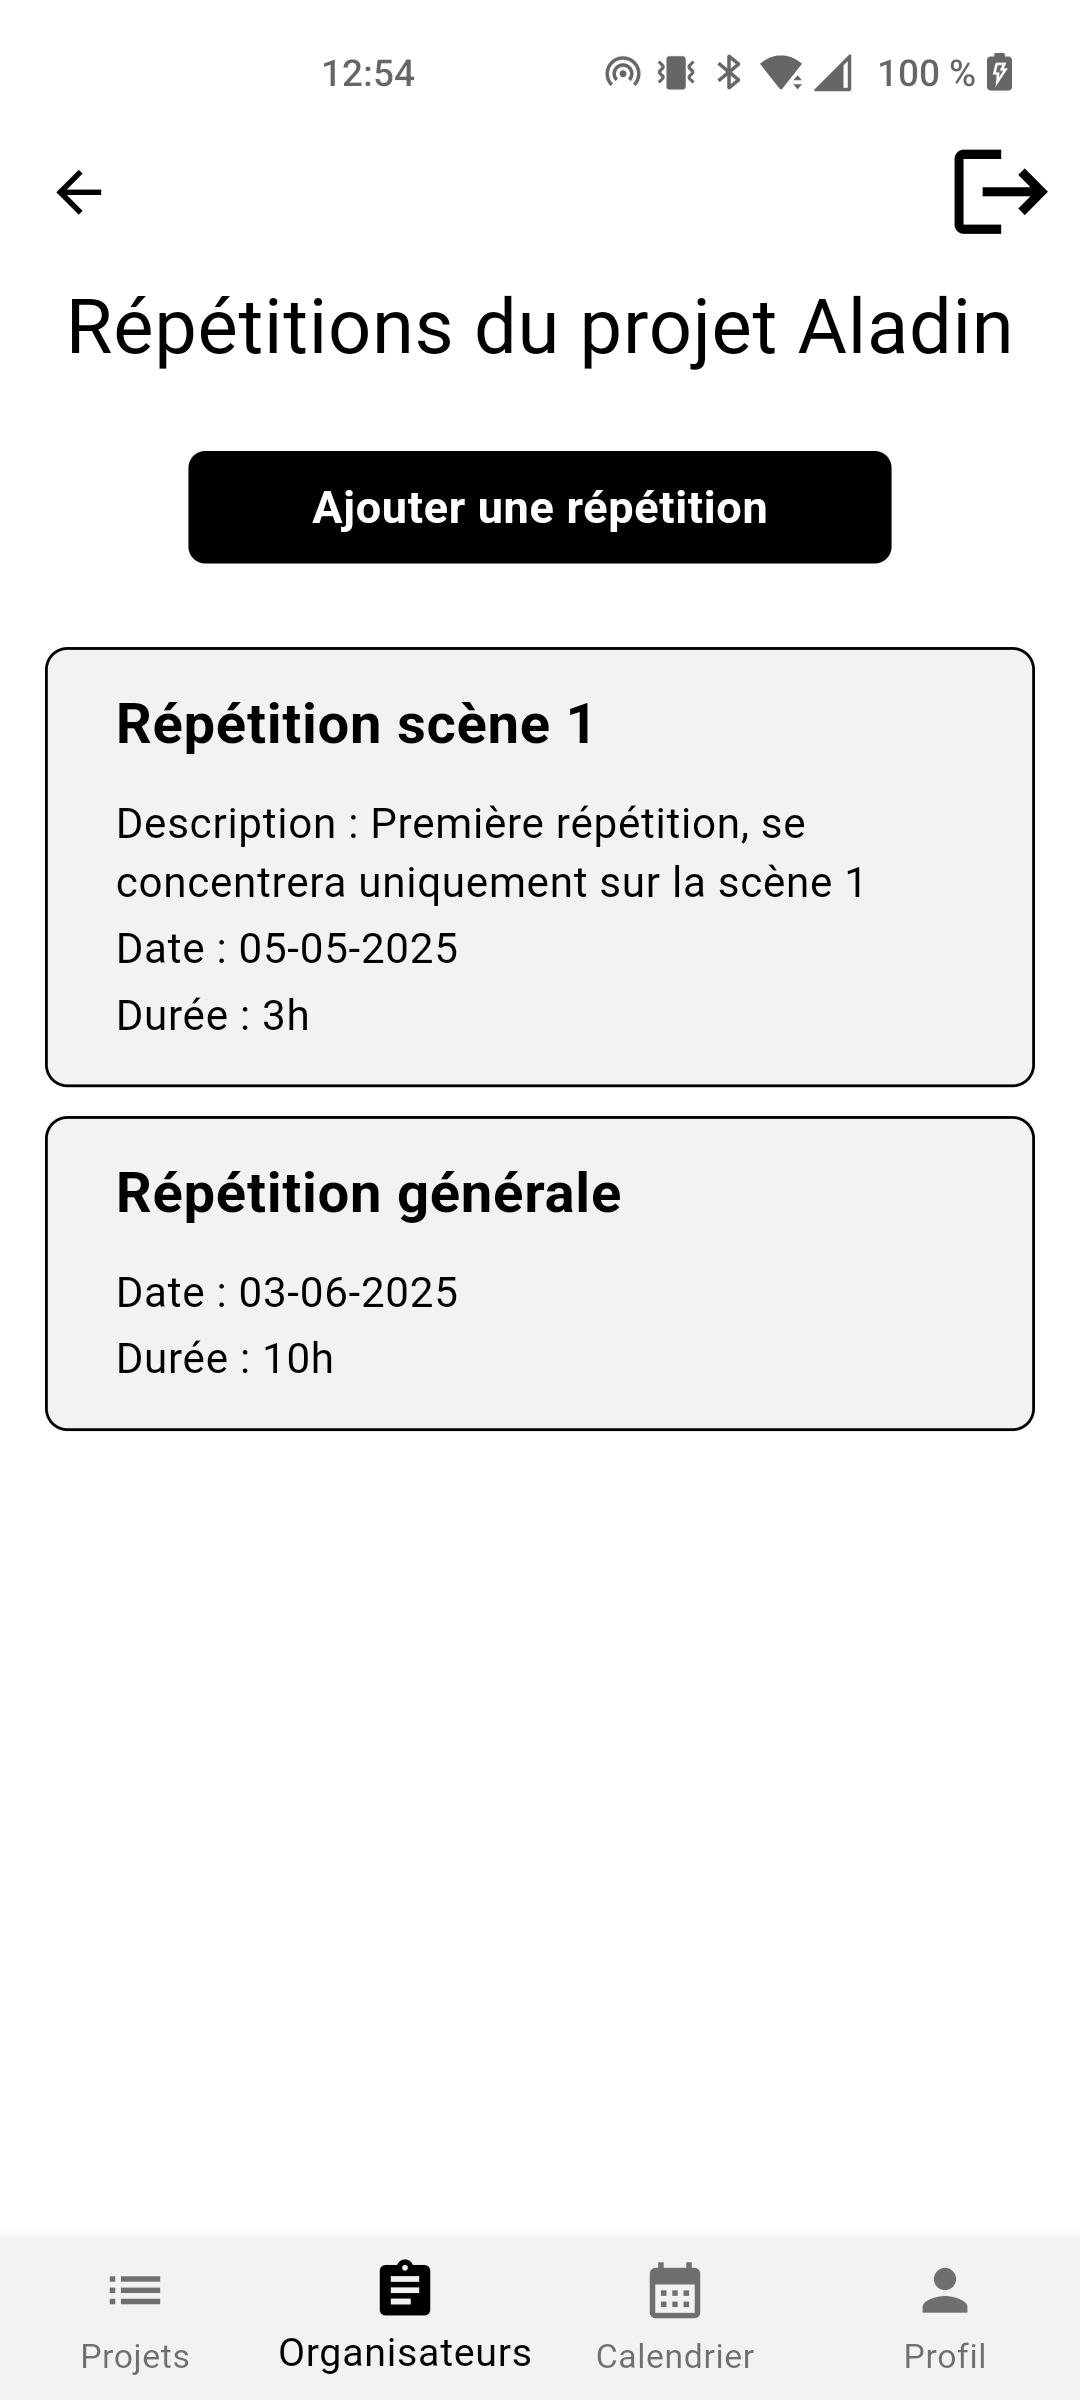 12:54
100 %
Répétitions du projet Aladin
Ajouter une répétition
Répétition scène 1
Description : Première répétition, se
concentrera uniquement sur la scène 1
Date : 05-05-2025
Durée : 3h
Répétition générale
Date : 03-06-2025
Durée : 10h
Projets
Organisateurs
Calendrier
Profil